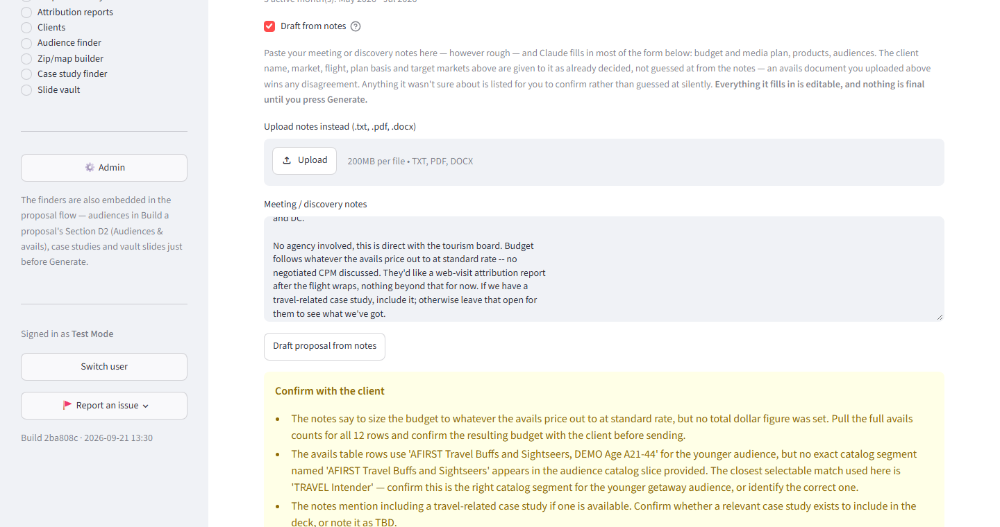 Attribution reports
Clients
Audience finder
Zip/map builder
Case study finder
Slide vault
Admin
The finders are also embedded in the
proposal flow — audiences in Build a
proposal's Section D2 (Audiences &
avails), case studies and vault slides just
before Generate.
Signed in as Test Mode
Switch user
Report an issue
Build 2ba808c · 2026-09-21 13:30
Draft from notes
Paste your meeting or discovery notes here — however rough — and Claude fills in most of the form below: budget and media plan, products, audiences. The client
name, market, flight, plan basis and target markets above are given to it as already decided, not guessed at from the notes — an avails document you uploaded above
wins any disagreement. Anything it wasn't sure about is listed for you to confirm rather than guessed at silently. Everything it fills in is editable, and nothing is final
until you press Generate.
Upload notes instead (.txt, .pdf, .docx)
Upload
200MB per file • TXT, PDF, DOCX
Meeting / discovery notes
and DC.
No agency involved, this is direct with the tourism board. Budget
follows whatever the avails price out to at standard rate -- no
negotiated CPM discussed. They'd like a web-visit attribution report
after the flight wraps, nothing beyond that for now. If we have a
travel-related case study, include it; otherwise leave that open for
them to see what we've got.
Draft proposal from notes
Confirm with the client
• The notes say to size the budget to whatever the avails price out to at standard rate, but no total dollar figure was set. Pull the full avails
counts for all 12 rows and confirm the resulting budget with the client before sending.
• The avails table rows use 'AFIRST Travel Buffs and Sightseers, DEMO Age A21-44' for the younger audience, but no exact catalog segment
named 'AFIRST Travel Buffs and Sightseers' appears in the audience catalog slice provided. The closest selectable match used here is
'TRAVEL Intender' — confirm this is the right catalog segment for the younger getaway audience, or identify the correct one.
• The notes mention including a travel-related case study if one is available. Confirm whether a relevant case study exists to include in the
deck, or note it as TBD.